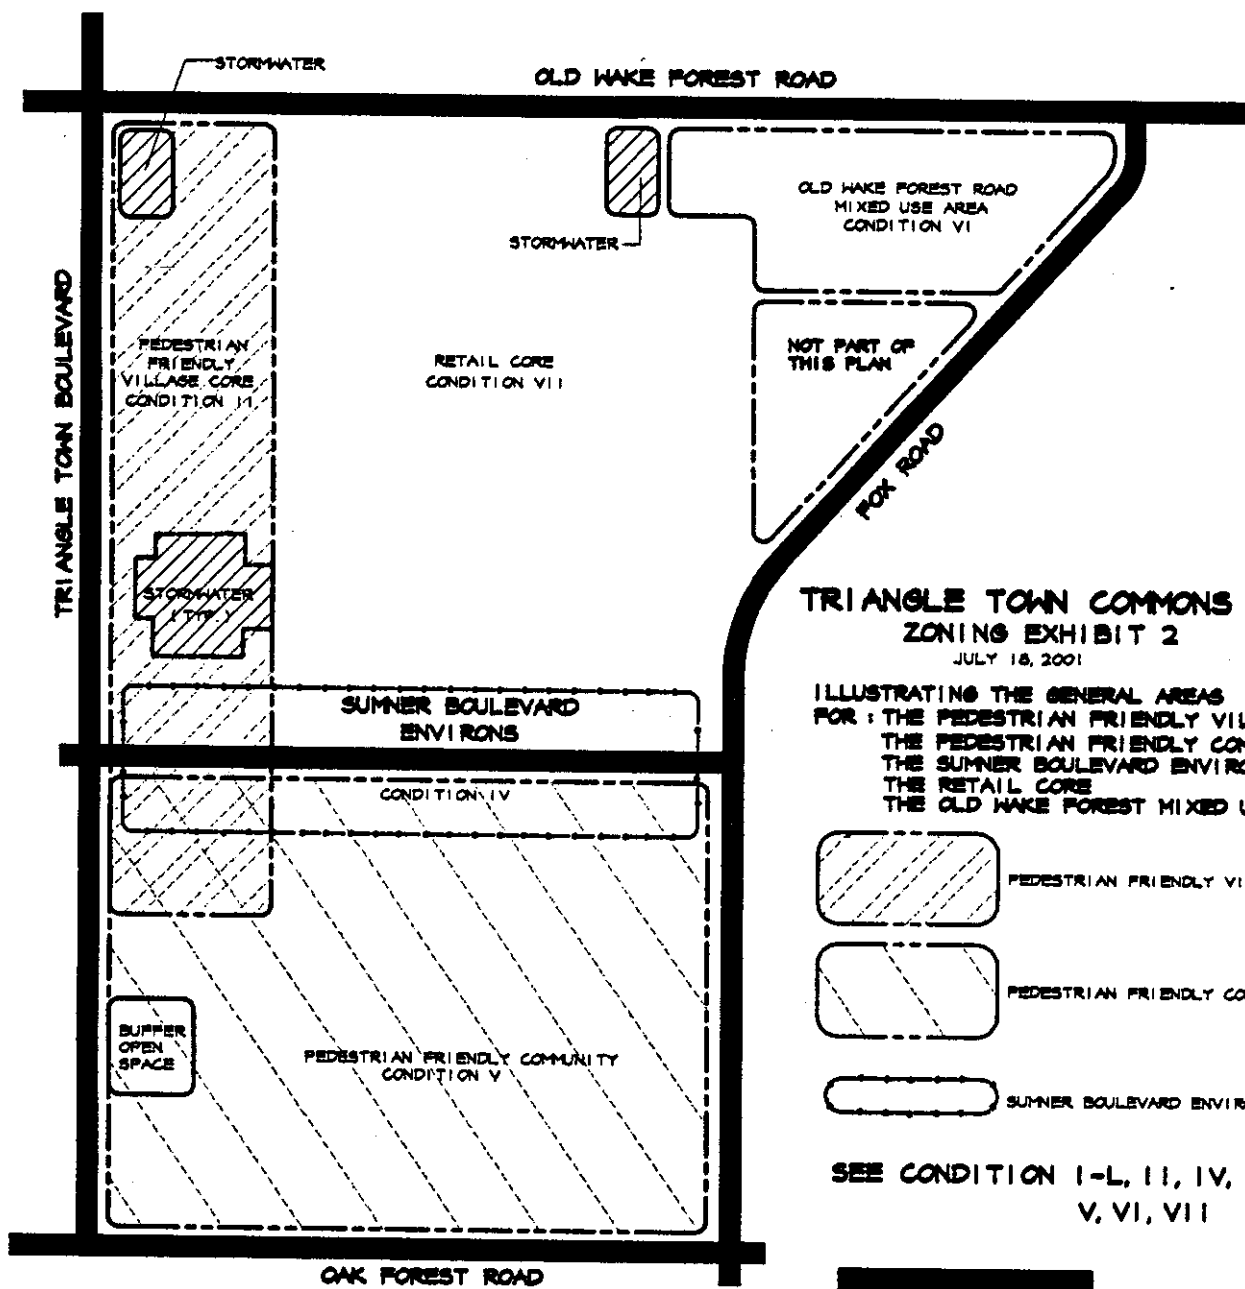 STORMWATER
OLD WAKE FOREST ROAD
OLD WAKE FOREST ROAD
MIXED USE AREA
CONDITION VI
STORMWATER
TRIANGLE TOWN BOULEVARD
PEDESTRIAN
FRIENDLY
VILLAGE CORE
CONDITION II
RETAIL CORE
CONDITION VII
NOT PART OF
THIS PLAN
FOX ROAD
STORMWATER
(TYP.)
TRIANGLE TOWN COMMONS
ZONING EXHIBIT 2
JULY 18, 2001
ILLUSTRATING THE GENERAL AREAS
FOR : THE PEDESTRIAN FRIENDLY VIL
THE PEDESTRIAN FRIENDLY COM
THE SUMNER BOULEVARD ENVIRO
THE RETAIL CORE
THE OLD WAKE FOREST MIXED U
SUMNER BOULEVARD
ENVIRONS
CONDITION IV
PEDESTRIAN FRIENDLY VI
PEDESTRIAN FRIENDLY CO
BUFFER
OPEN
SPACE
PEDESTRIAN FRIENDLY COMMUNITY
CONDITION V
SUMNER BOULEVARD ENVIR
SEE CONDITION I-L, II, IV,
V, VI, VII
OAK FOREST ROAD